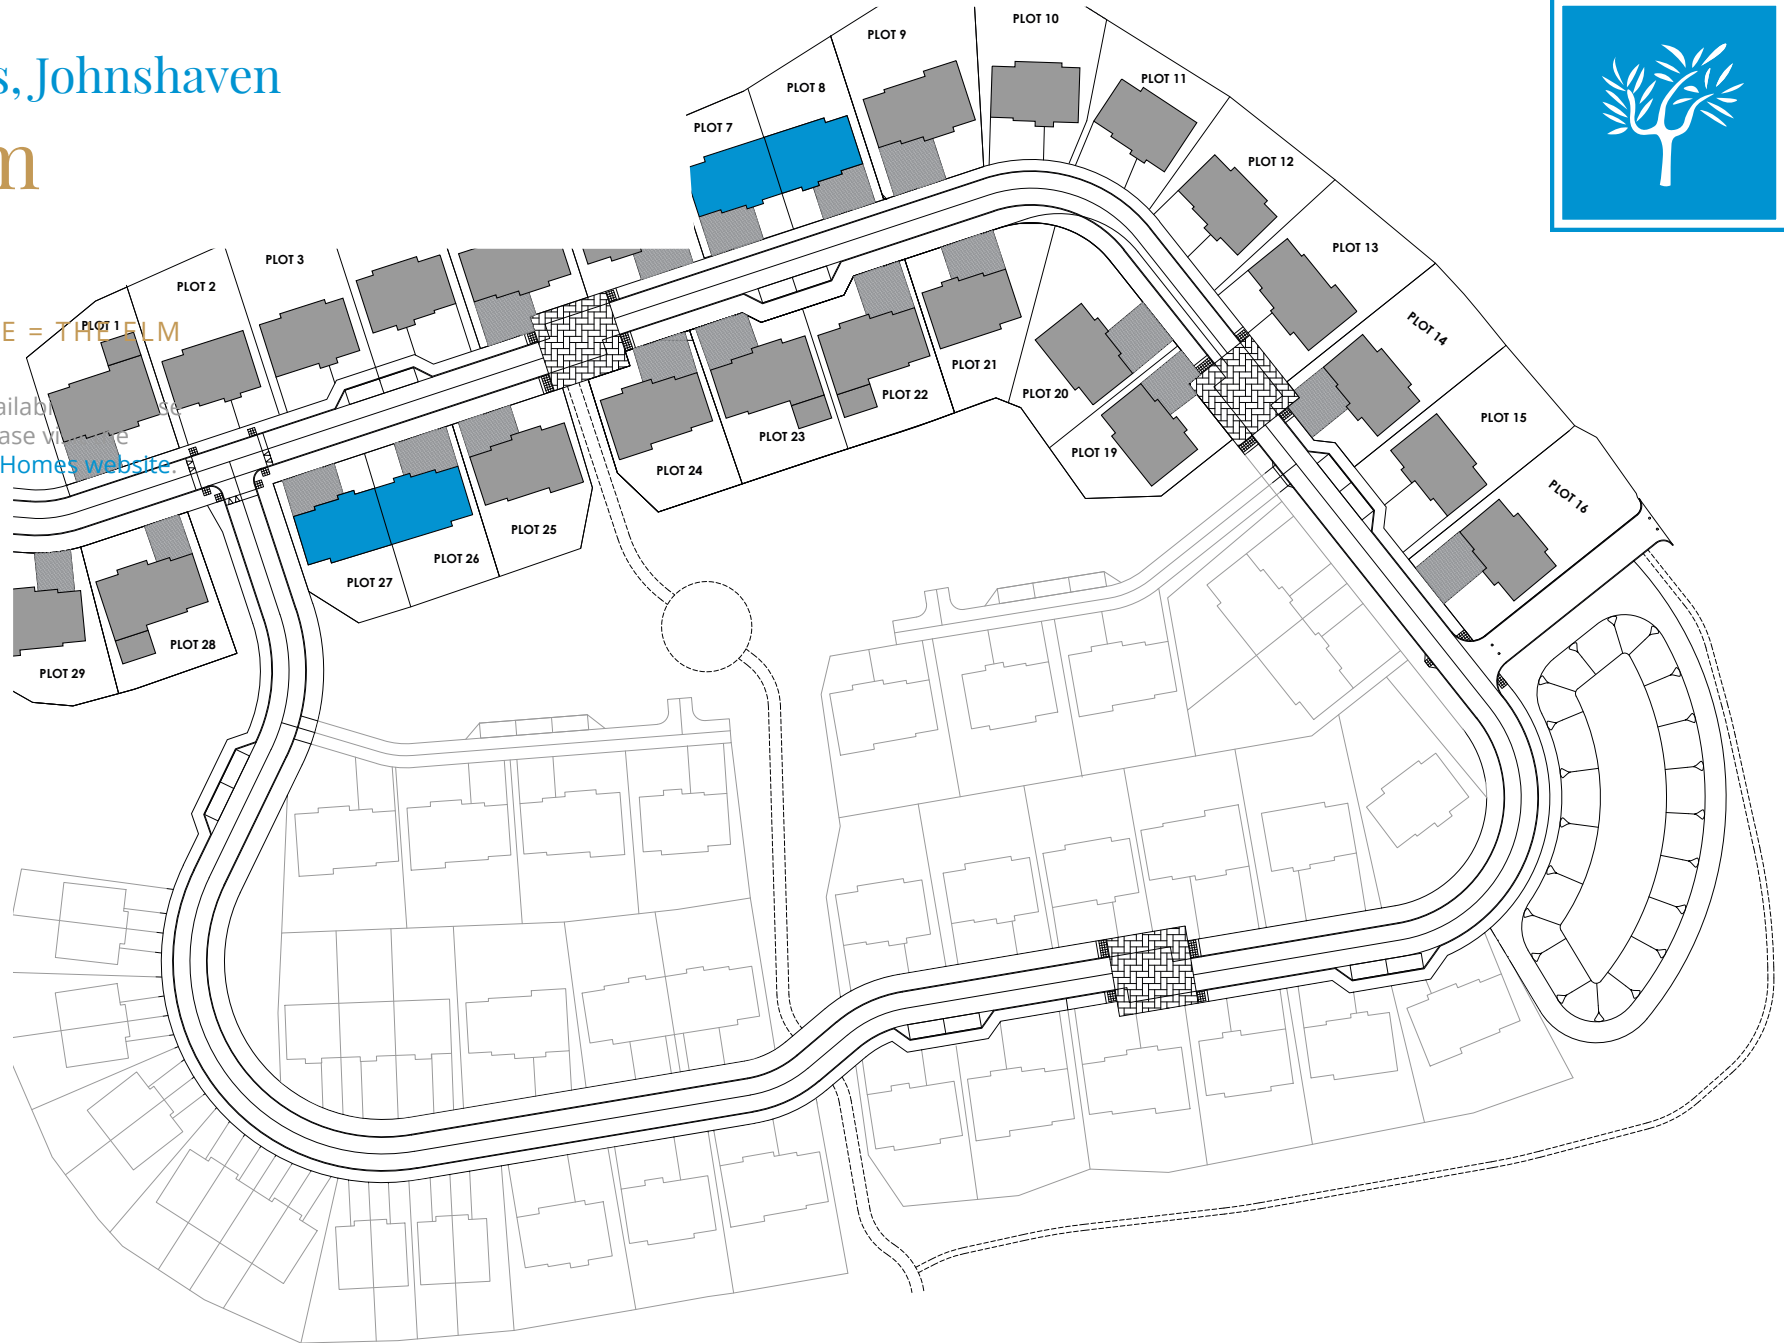 s, Johnshaven
m
E = THE ELM
Homes website.
PLOT 1
PLOT 2
PLOT 3
PLOT 7
PLOT 8
PLOT 9
PLOT 10
PLOT 11
PLOT 12
PLOT 13
PLOT 14
PLOT 15
PLOT 16
PLOT 19
PLOT 20
PLOT 21
PLOT 22
PLOT 23
PLOT 24
PLOT 25
PLOT 26
PLOT 27
PLOT 28
PLOT 29